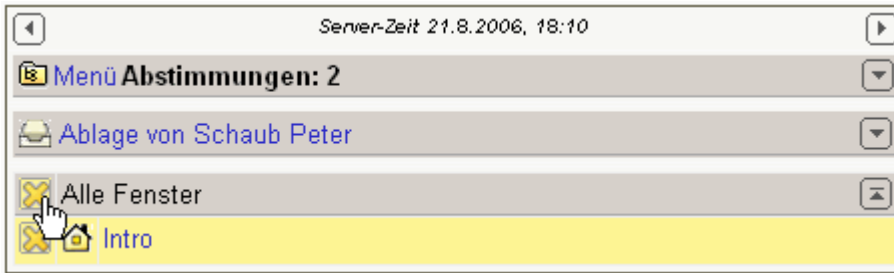 Server-Zeit 21.8.2006, 18:10
Menü Abstimmungen: 2
Ablage von Schaub Peter
Alle Fenster
Intro